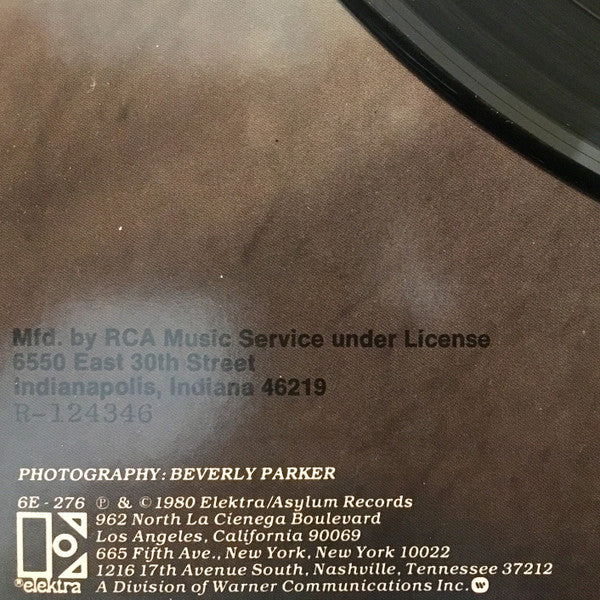 Mfd. by RCA Music Service under License
6550 East 30th Street
Indianapolis, Indiana 46219
R-124346
PHOTOGRAPHY: BEVERLY PARKER
6E - 276 ℗ & © 1980 Elektra/Asylum Records
962 North La Cienega Boulevard
Los Angeles, California 90069
665 Fifth Ave., New York, New York 10022
1216 17th Avenue South, Nashville, Tennessee 37212
® elektra A Division of Warner Communications Inc. W